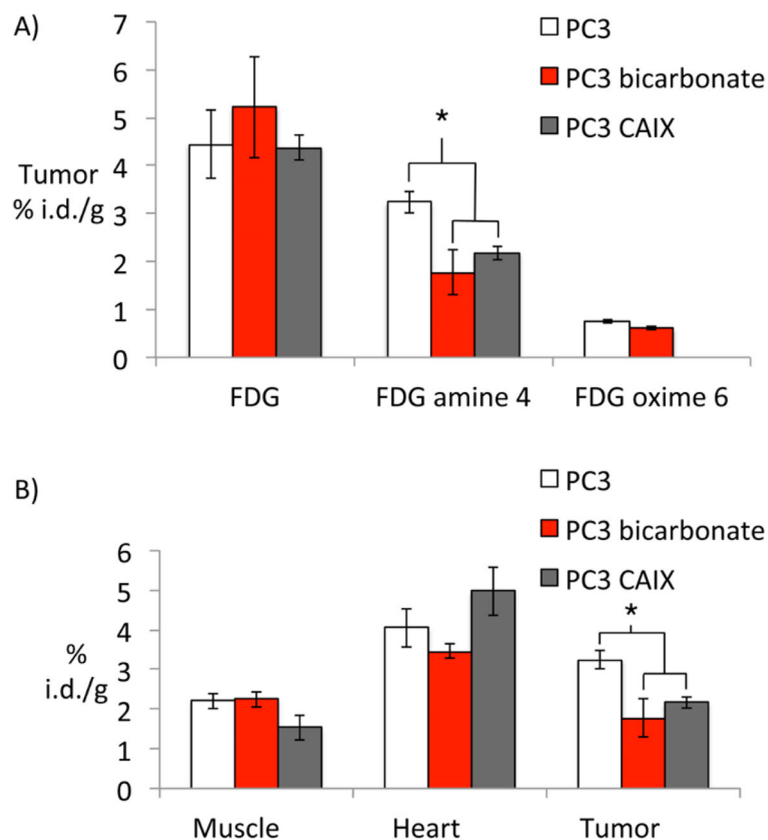 A)
7
6
5
4
3
2
1
0
Tumor
% i.d./g
*
PC3
PC3 bicarbonate
PC3 CAIX
FDG
FDG amine 4
FDG oxime 6
B)
6
5
4
3
2
1
0
%
i.d./g
PC3
PC3 bicarbonate
PC3 CAIX
*
Muscle
Heart
Tumor